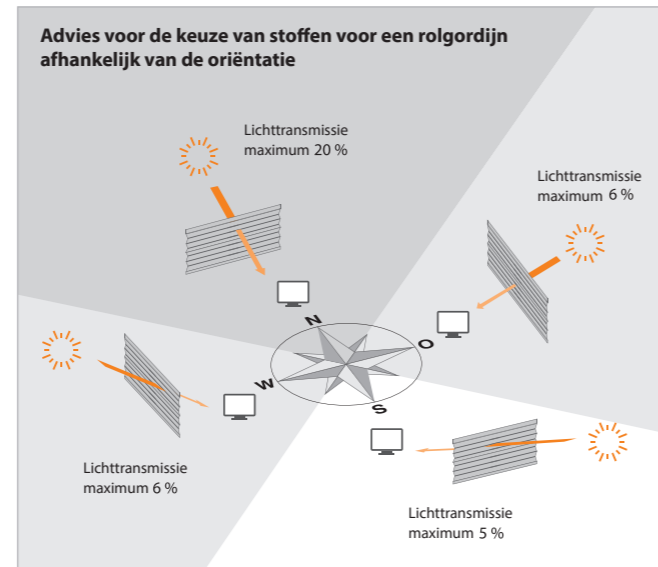 Advies voor de keuze van stoffen voor een rolgordijn
afhankelijk van de oriëntatie
Lichttransmissie
maximum 20 %
Lichttransmissie
maximum 6 %
N
O
W
S
Lichttransmissie
maximum 6 %
Lichttransmissie
maximum 5 %